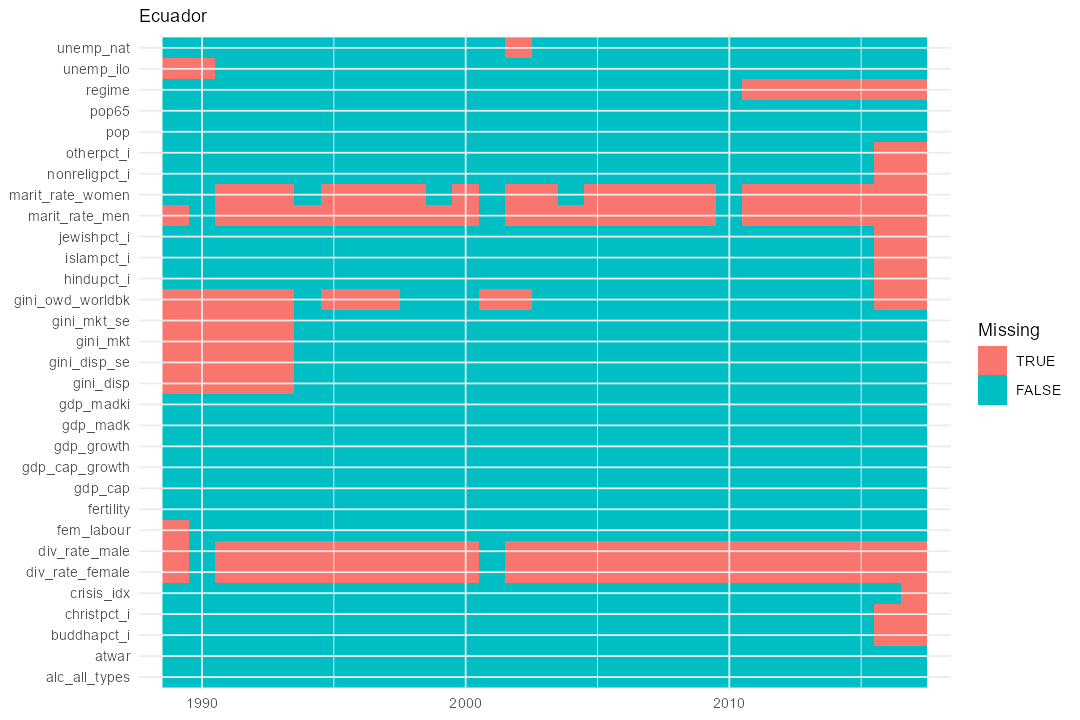 Ecuador
unemp_nat
unemp_ilo
regime
pop65
pop
otherpct_i
nonreligpct_i
marit_rate_women
marit_rate_men
jewishpct_i
islampct_i
hindupct_i
gini_owd_worldbk
gini_mkt_se
gini_mkt
gini_disp_se
gini_disp
gdp_madki
gdp_madk
gdp_growth
gdp_cap_growth
gdp_cap
fertility
fem_labour
div_rate_male
div_rate_female
crisis_idx
christpct_i
buddhapct_i
atwar
alc_all_types
1990 2000 2010
Missing
TRUE
FALSE